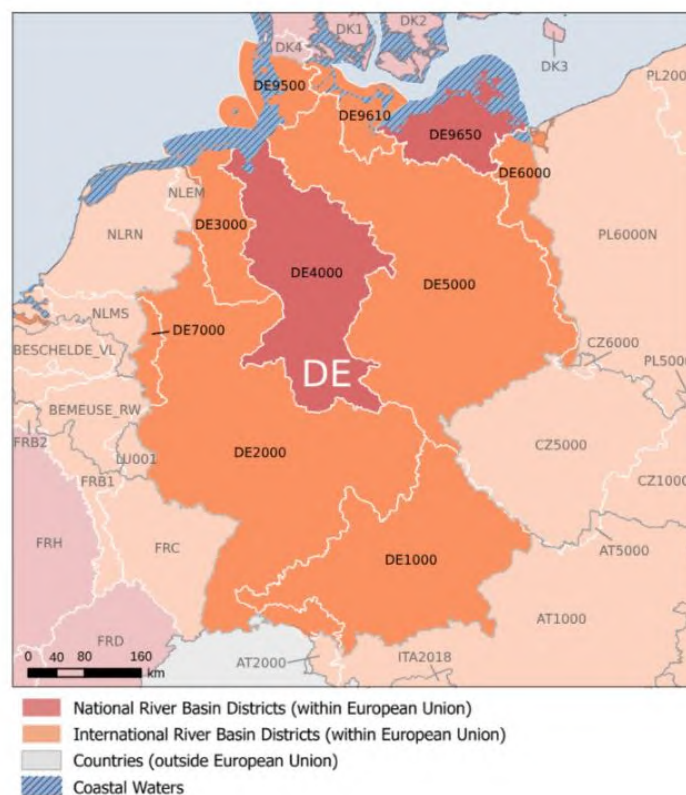 DK1
DK2
DK4
DK3
DE9500
PL200
DE9610
DE9650
DE6000
NLEM
DE3000
NLRN
PL6000N
DE4000
DE5000
NLMS
DE7000
CZ6000
BESCHELDE_VL
PL5000
DE
BEMEUSE_RW
FRB2
CZ5000
LU001
DE2000
FRB1
CZ1000
FRH
FRC
AT5000
DE1000
AT1000
FRD
AT2000
ITA2018
0 40 80 160
km
National River Basin Districts (within European Union)
International River Basin Districts (within European Union)
Countries (outside European Union)
Coastal Waters